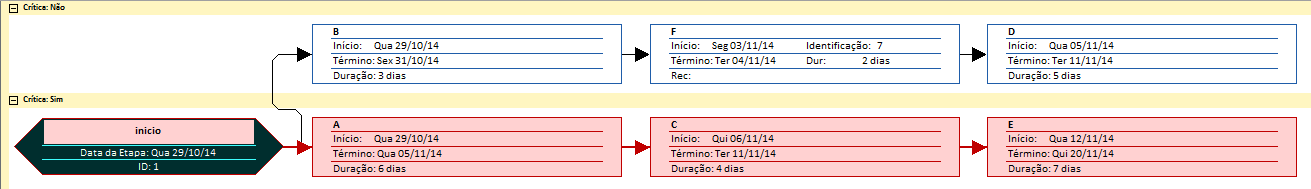 Crítica: Não
B
Início: Qua 29/10/14
Término: Sex 31/10/14
Duração: 3 dias
F
Início: Seg 03/11/14 Identificação: 7
Término: Ter 04/11/14 Dur: 2 dias
Rec:
D
Início: Qua 05/11/14
Término: Ter 11/11/14
Duração: 5 dias
Crítica: Sim
inicio
Data da Etapa: Qua 29/10/14
ID: 1
A
Início: Qua 29/10/14
Término: Qua 05/11/14
Duração: 6 dias
C
Início: Qui 06/11/14
Término: Ter 11/11/14
Duração: 4 dias
E
Início: Qua 12/11/14
Término: Qui 20/11/14
Duração: 7 dias